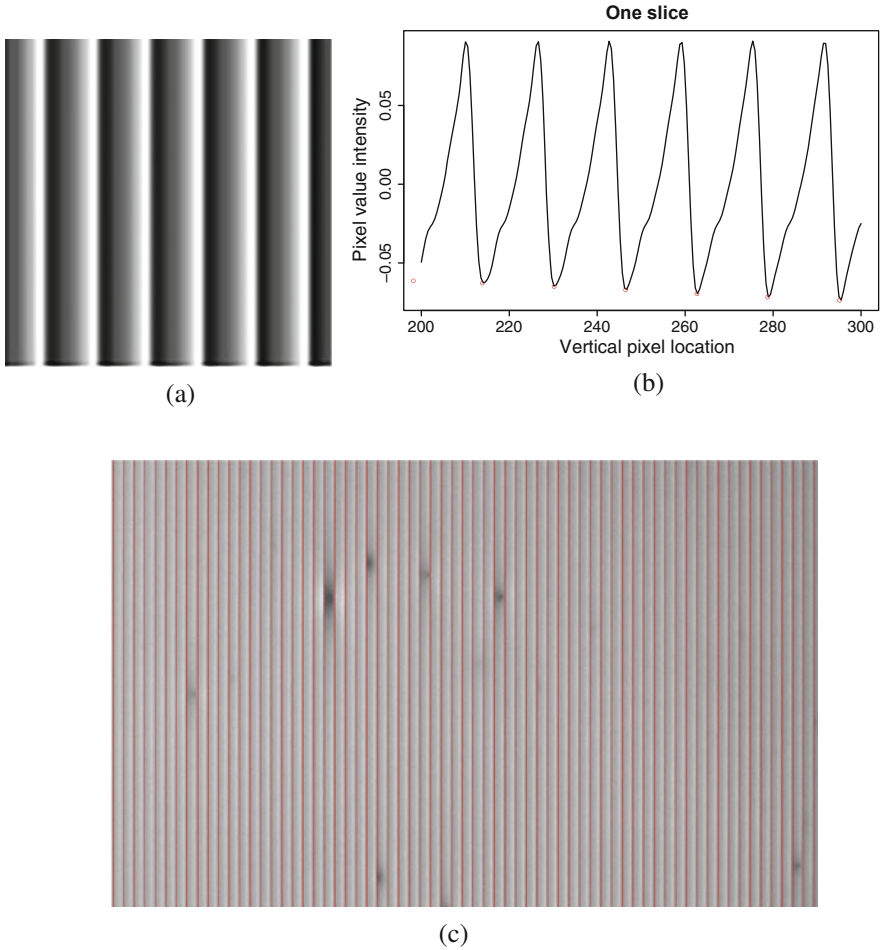 One slice
Pixel value intensity
0.05
0.00
−0.05
200 220 240 260 280 300
Vertical pixel location
(a)
(b)
(c)